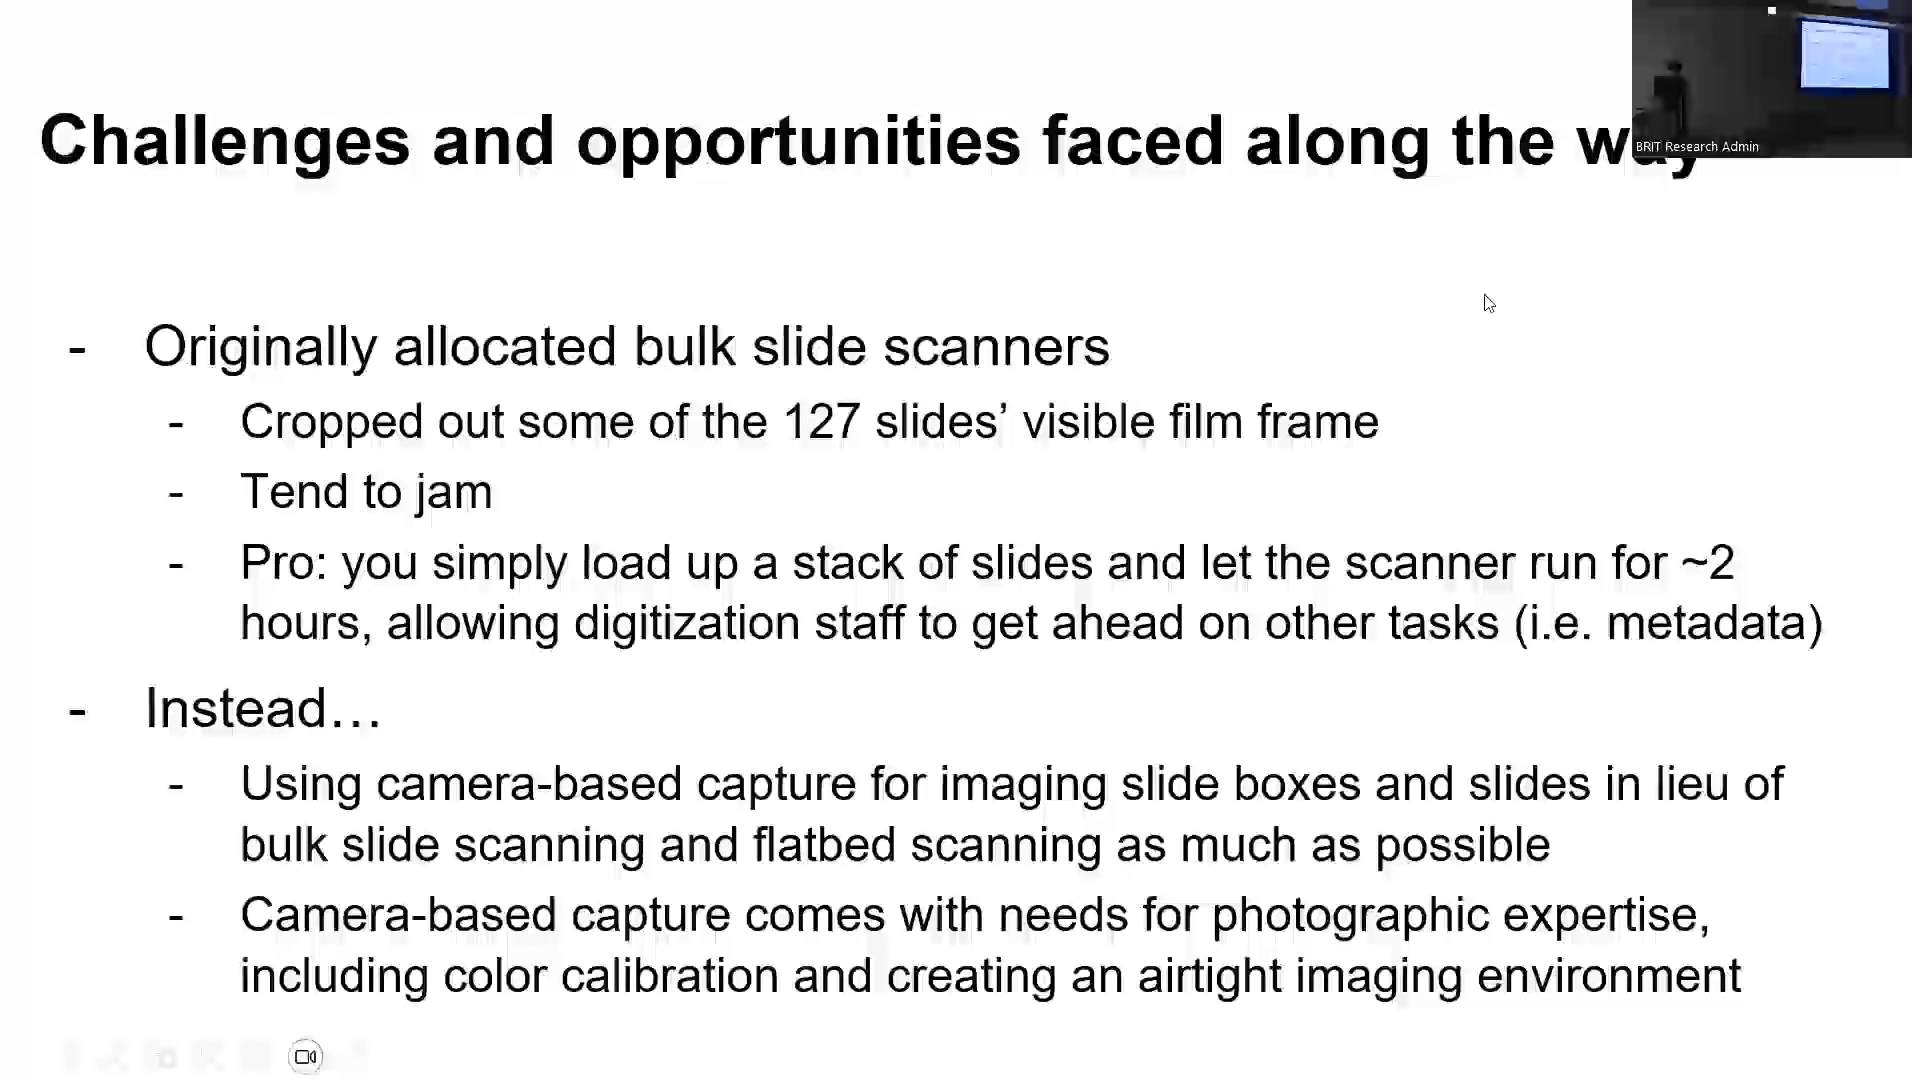 Challenges and opportunities faced along the way
BRIT Research Admin
- Originally allocated bulk slide scanners
- Cropped out some of the 127 slides’ visible film frame
- Tend to jam
- Pro: you simply load up a stack of slides and let the scanner run for ~2
hours, allowing digitization staff to get ahead on other tasks (i.e. metadata)
- Instead…
- Using camera-based capture for imaging slide boxes and slides in lieu of
bulk slide scanning and flatbed scanning as much as possible
- Camera-based capture comes with needs for photographic expertise,
including color calibration and creating an airtight imaging environment